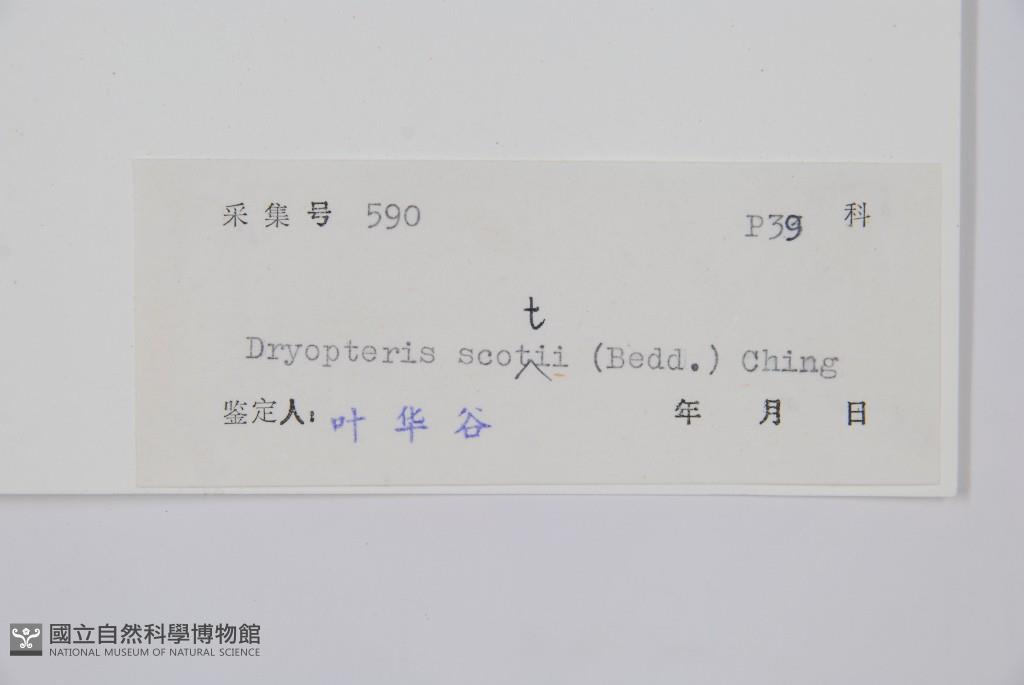 采集号 590 P39 科
t
Dryopteris scotii (Bedd.) Ching
鉴定人: 叶华谷 年 月 日
國立自然科學博物館
NATIONAL MUSEUM OF NATURAL SCIENCE